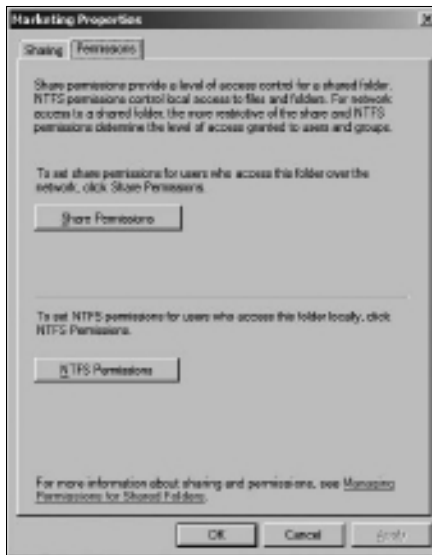 Marketing Properties
Sharing Permissions
Share permissions provide a level of access control for a shared folder.
NTFS permissions control local access to files and folders. For network
access to a shared folder, the more restrictive of the share and NTFS
permissions determine the level of access granted to users and groups.
To set share permissions for users who access this folder over the
network, click Share Permissions.
Share Permissions
To set NTFS permissions for users who access this folder locally, click
NTFS Permissions.
NTFS Permissions
For more information about sharing and permissions, see Managing
Permissions for Shared Folders.
OK Cancel Apply